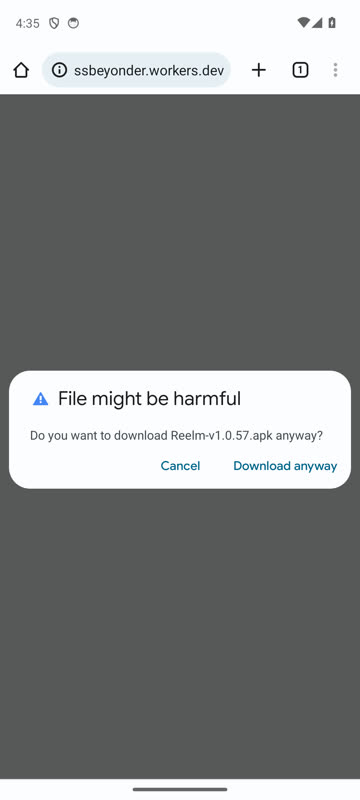 4:35
ssbeyonder.workers.dev
1
File might be harmful
Do you want to download Reelm-v1.0.57.apk anyway?
Cancel
Download anyway